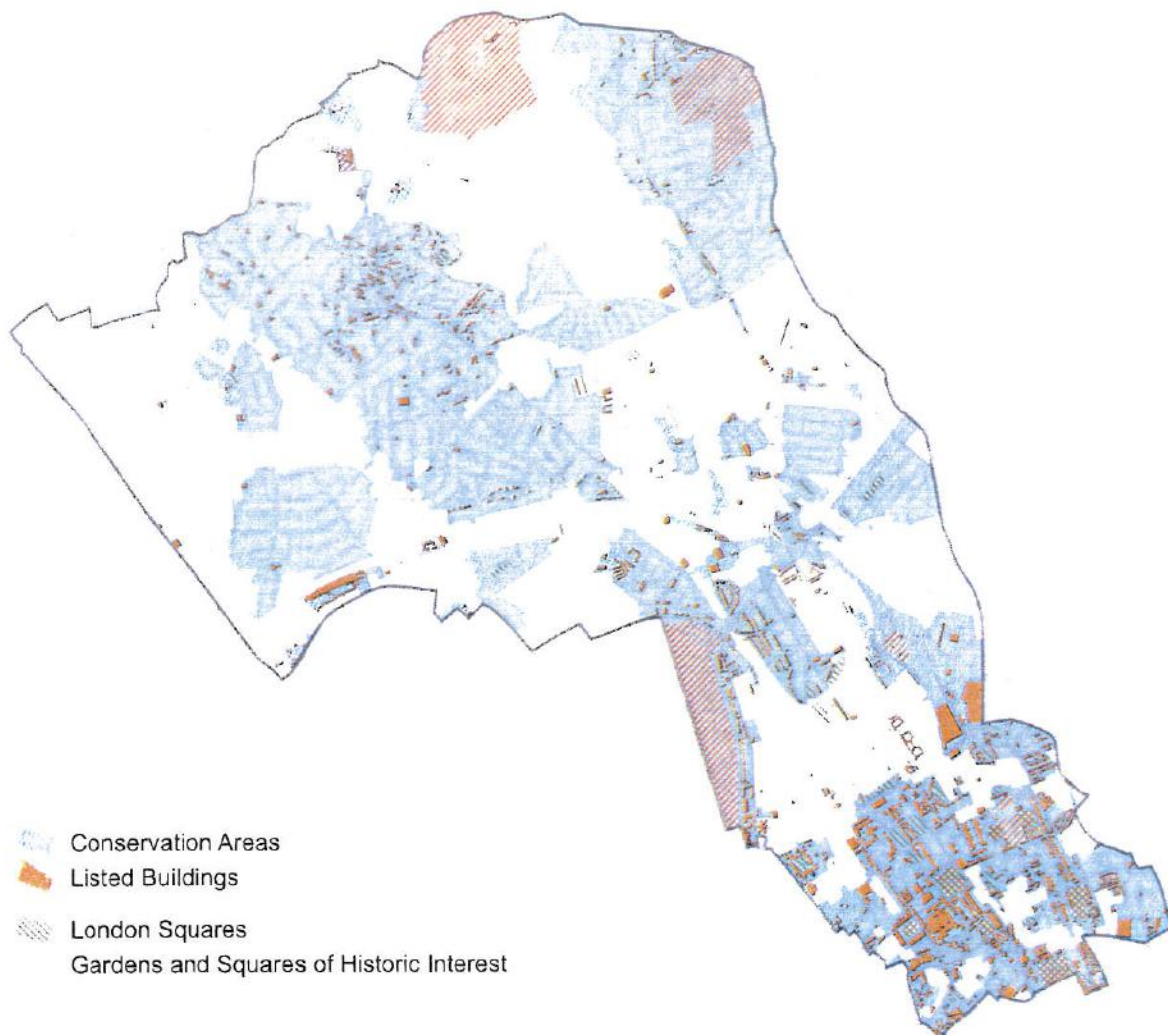 Conservation Areas
Listed Buildings
London Squares
Gardens and Squares of Historic Interest